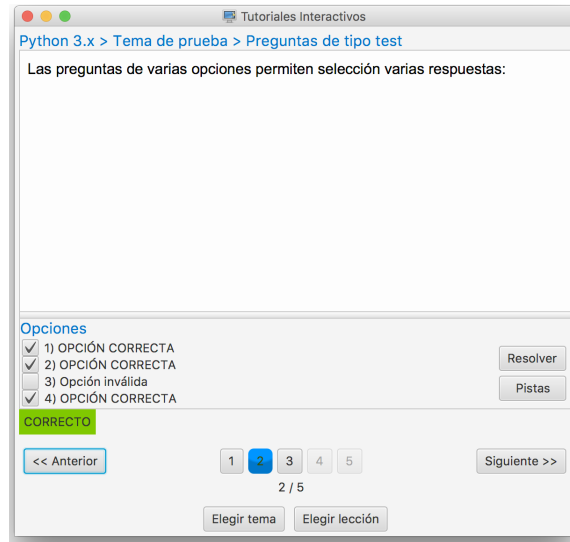 Tutoriales Interactivos
Python 3.x > Tema de prueba > Preguntas de tipo test
Las preguntas de varias opciones permiten selección varias respuestas:
Opciones
1) OPCIÓN CORRECTA
2) OPCIÓN CORRECTA
3) Opción inválida
4) OPCIÓN CORRECTA
Resolver
Pistas
CORRECTO
<< Anterior 1 2 3 4 5 Siguiente >>
2 / 5
Elegir tema Elegir lección